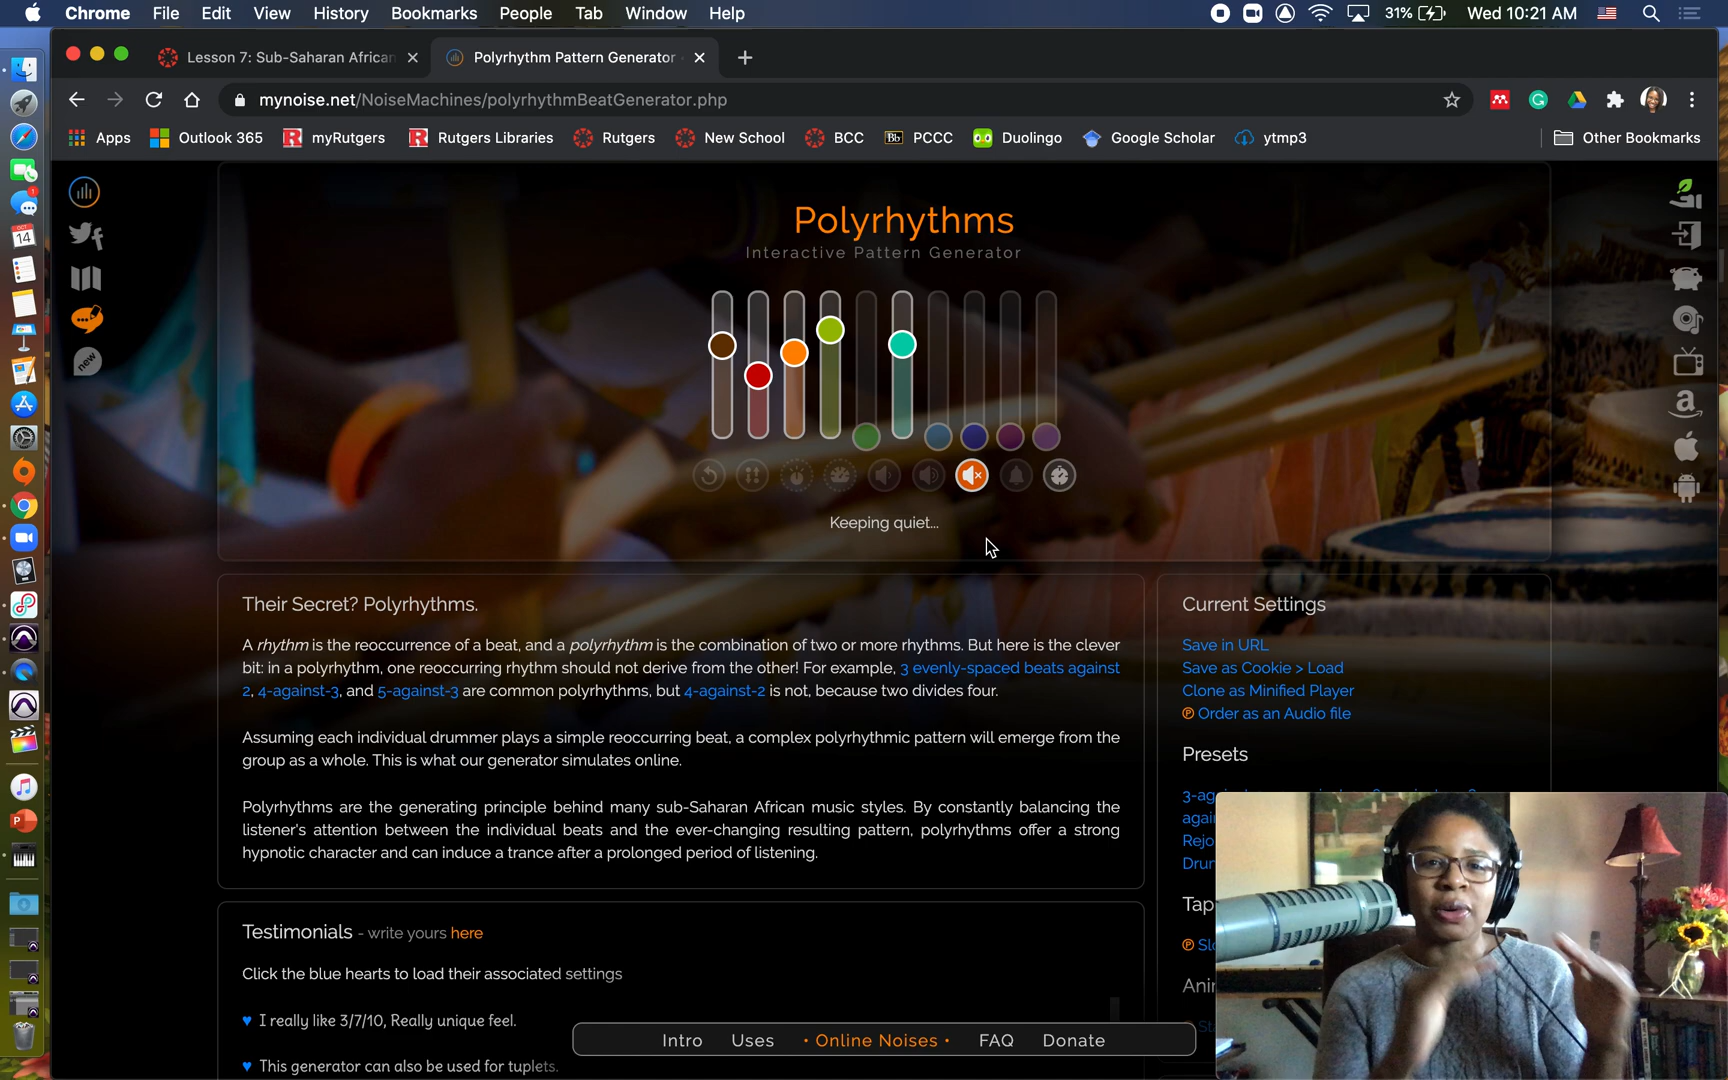 Chrome File Edit View History Bookmarks People Tab Window Help
31% Wed 10:21 AM
Lesson 7: Sub-Saharan African
Polyrhythm Pattern Generator
mynoise.net/NoiseMachines/polyrhythmBeatGenerator.php
Apps Outlook 365 myRutgers Rutgers Libraries Rutgers New School BCC Bb PCCC Duolingo Google Scholar ytmp3 Other Bookmarks
OCT
14
new
Polyrhythms
Interactive Pattern Generator
Keeping quiet...
Their Secret? Polyrhythms.
A rhythm is the reoccurrence of a beat, and a polyrhythm is the combination of two or more rhythms. But here is the clever
bit: in a polyrhythm, one reoccurring rhythm should not derive from the other! For example, 3 evenly-spaced beats against
2, 4-against-3, and 5-against-3 are common polyrhythms, but 4-against-2 is not, because two divides four.
Assuming each individual drummer plays a simple reoccurring beat, a complex polyrhythmic pattern will emerge from the
group as a whole. This is what our generator simulates online.
Polyrhythms are the generating principle behind many sub-Saharan African music styles. By constantly balancing the
listener's attention between the individual beats and the ever-changing resulting pattern, polyrhythms offer a strong
hypnotic character and can induce a trance after a prolonged period of listening.
Testimonials - write yours here
Click the blue hearts to load their associated settings
♥ I really like 3/7/10, Really unique feel.
♥ This generator can also be used for tuplets.
Current Settings
Save in URL
Save as Cookie > Load
Clone as Minified Player
Ⓟ Order as an Audio file
Presets
Intro Uses • Online Noises • FAQ Donate